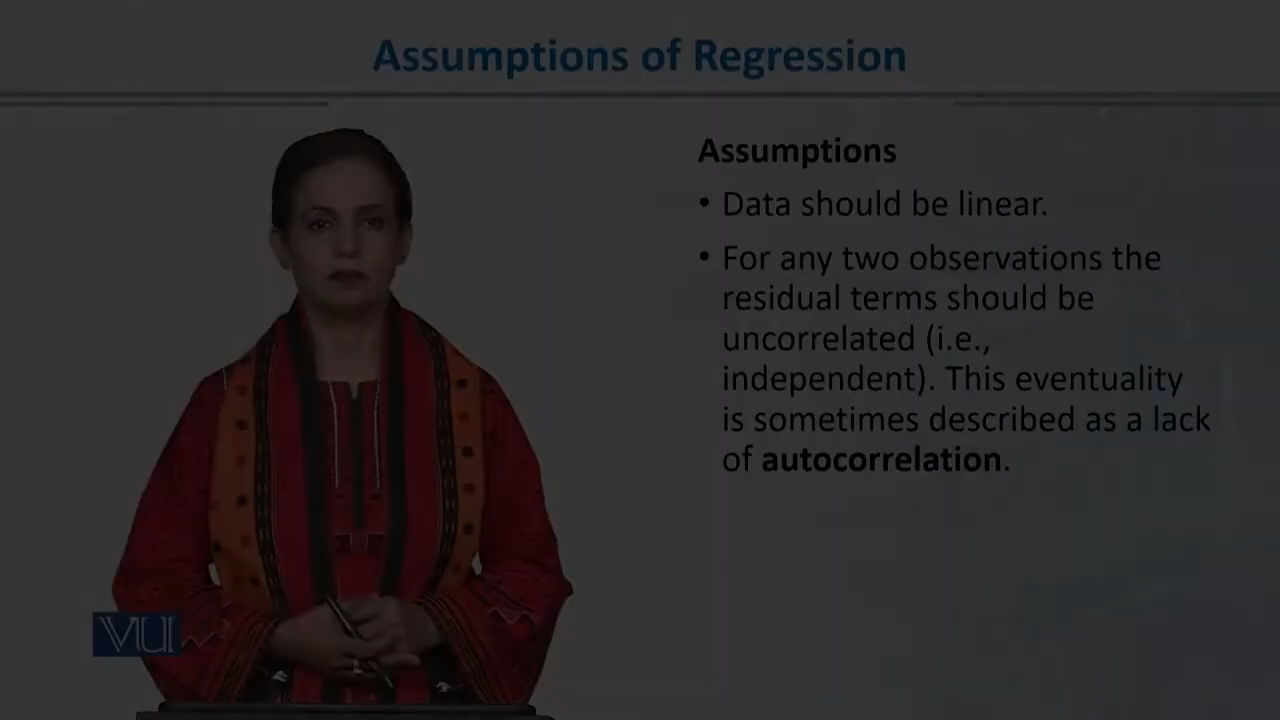 Assumptions of Regression
Assumptions
• Data should be linear.
• For any two observations the
residual terms should be
uncorrelated (i.e.,
independent). This eventuality
is sometimes described as a lack
of autocorrelation.
VU